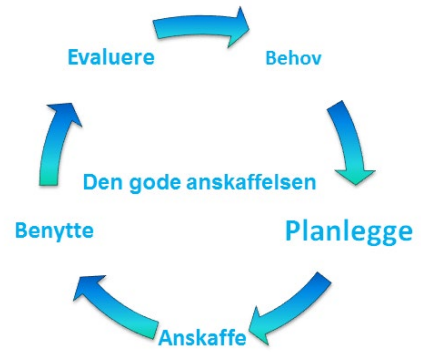 Evaluere
Behov
Den gode anskaffelsen
Benytte
Planlegge
Anskaffe